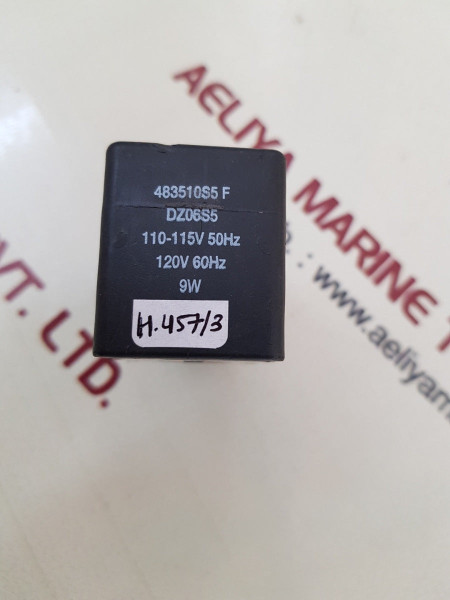 483510S5 F
DZ06S5
110-115V 50Hz
120V 60Hz
9W
H.457/3
AELIYA MARINE T
VT. LTD.
: www.aeliyam